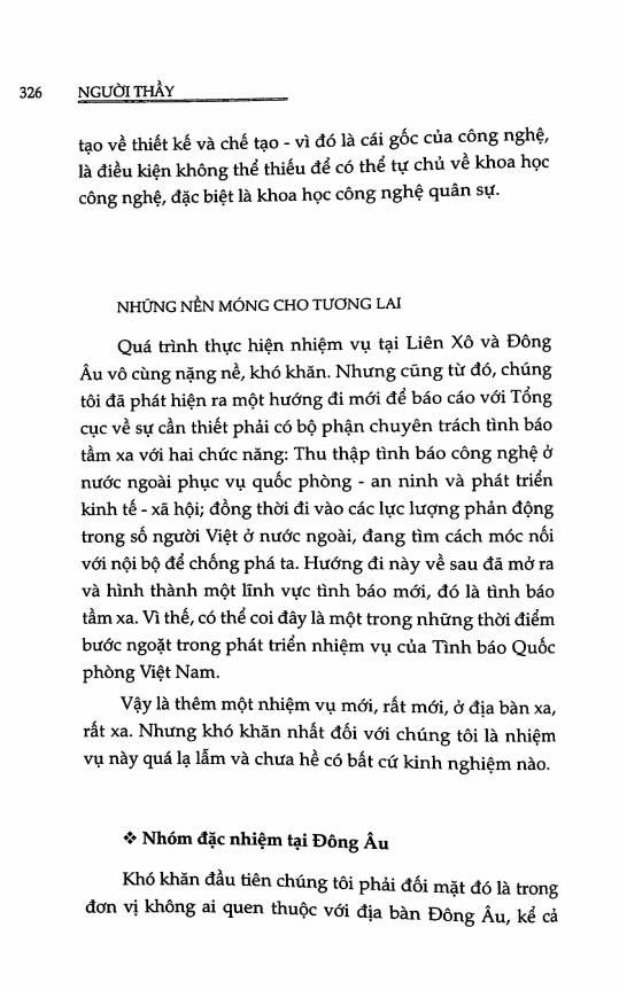 326 NGƯỜI THẦY
tạo về thiết kế và chế tạo - vì đó là cái gốc của công nghệ,
là điều kiện không thể thiếu để có thể tự chủ về khoa học
công nghệ, đặc biệt là khoa học công nghệ quân sự.
NHỮNG NỀN MÓNG CHO TƯƠNG LAI
Quá trình thực hiện nhiệm vụ tại Liên Xô và Đông
Âu vô cùng nặng nề, khó khăn. Nhưng cũng từ đó, chúng
tôi đã phát hiện ra một hướng đi mới để báo cáo với Tổng
cục về sự cần thiết phải có bộ phận chuyên trách tình báo
tầm xa với hai chức năng: Thu thập tình báo công nghệ ở
nước ngoài phục vụ quốc phòng - an ninh và phát triển
kinh tế - xã hội; đồng thời đi vào các lực lượng phản động
trong số người Việt ở nước ngoài, đang tìm cách móc nối
với nội bộ để chống phá ta. Hướng đi này về sau đã mở ra
và hình thành một lĩnh vực tình báo mới, đó là tình báo
tầm xa. Vì thế, có thể coi đây là một trong những thời điểm
bước ngoặt trong phát triển nhiệm vụ của Tình báo Quốc
phòng Việt Nam.
Vậy là thêm một nhiệm vụ mới, rất mới, ở địa bàn xa,
rất xa. Nhưng khó khăn nhất đối với chúng tôi là nhiệm
vụ này quá lạ lẫm và chưa hề có bất cứ kinh nghiệm nào.
❖ Nhóm đặc nhiệm tại Đông Âu
Khó khăn đầu tiên chúng tôi phải đối mặt đó là trong
đơn vị không ai quen thuộc với địa bàn Đông Âu, kể cả